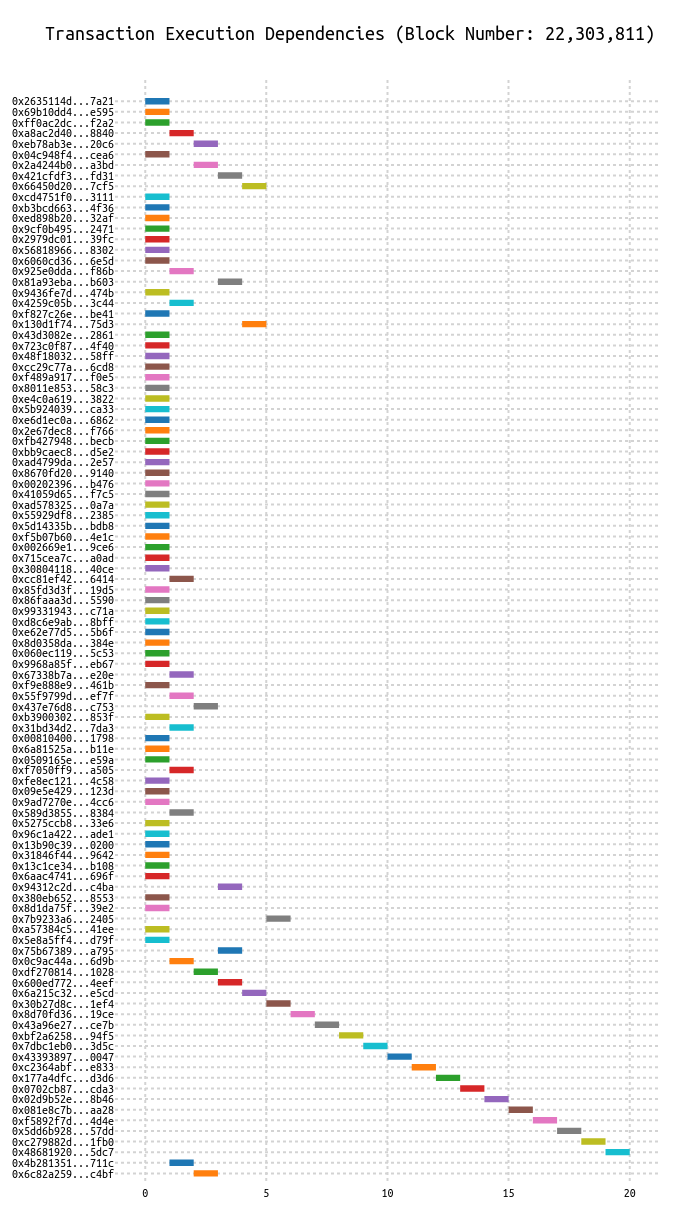 Transaction Execution Dependencies (Block Number: 22,303,811)
0x2635114d...7a21
0x69b10dd4...e595
0xff0ac2dc...f2a2
0xa8ac2d40...8840
0xeb78ab3e...20c6
0x04c948f4...cea6
0x2a4244b0...a3bd
0x421cfdf3...fd31
0x66450d20...7cf5
0xcd4751f0...3111
0xb3bcd663...4f36
0xed898b20...32af
0x9cf0b495...2471
0x2979dc01...39fc
0x56818966...8302
0x6060cd36...6e5d
0x925e0dda...f86b
0x81a93eba...b603
0x9436fe7d...474b
0x4259c05b...3c44
0xf827c26e...be41
0x130d1f74...75d3
0x43d3082e...2861
0x723c0f87...4f40
0x48f18032...58ff
0xcc29c77a...6cd8
0xf489a917...f0e5
0x8011e853...58c3
0xe4c0a619...3822
0x5b924039...ca33
0xe6d1ec0a...6862
0x2e67dec8...f766
0xfb427948...becb
0xbb9caec8...d5e2
0xad4799da...2e57
0x8670fd20...9140
0x00202396...b476
0x41059d65...f7c5
0xad578325...0a7a
0x55929df8...2385
0x5d14335b...bdb8
0xf5b07b60...4e1c
0x002669e1...9ce6
0x715cea7c...a0ad
0x30804118...40ce
0xcc81ef42...6414
0x85fd3d3f...19d5
0x86faaa3d...5590
0x99331943...c71a
0xd8c6e9ab...8bff
0xe62e77d5...5b6f
0x8d0358da...384e
0x060ec119...5c53
0x9968a85f...eb67
0x67338b7a...e20e
0xf9e888e9...461b
0x55f9799d...ef7f
0x437e76d8...c753
0xb3900302...853f
0x31bd34d2...7da3
0x00810400...1798
0x6a81525a...b11e
0x0509165e...e59a
0xf7050ff9...a505
0xfe8ec121...4c58
0x09e5e429...123d
0x9ad7270e...4cc6
0x589d3855...8384
0x5275ccb8...33e6
0x96c1a422...ade1
0x13b90c39...0200
0x31846f44...9642
0x13c1ce34...b108
0x6aac4741...696f
0x94312c2d...c4ba
0x380eb652...8553
0x8d1da75f...39e2
0x7b9233a6...2405
0xa57384c5...41ee
0x5e8a5ff4...d79f
0x75b67389...a795
0x0c9ac44a...6d9b
0xdf270814...1028
0x600ed772...4eef
0x6a215c32...e5cd
0x30b27d8c...1ef4
0x8d70fd36...19ce
0x43a96e27...ce7b
0xbf2a6258...94f5
0x7dbc1eb0...3d5c
0x43393897...0047
0xc2364abf...e833
0x177a4dfc...d3d6
0x0702cb87...cda3
0x02d9b52e...8b46
0x081e8c7b...aa28
0xf5892f7d...4d4e
0x5dd6b928...57dd
0xc279882d...1fb0
0x48681920...5dc7
0x4b281351...711c
0x6c82a259...c4bf
0 5 10 15 20